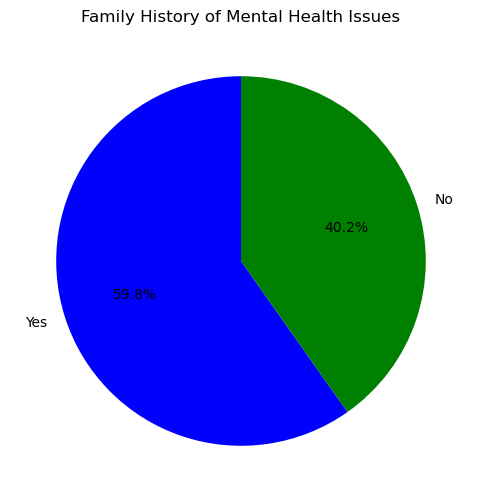 Family History of Mental Health Issues
No
40.2%
59.8%
Yes